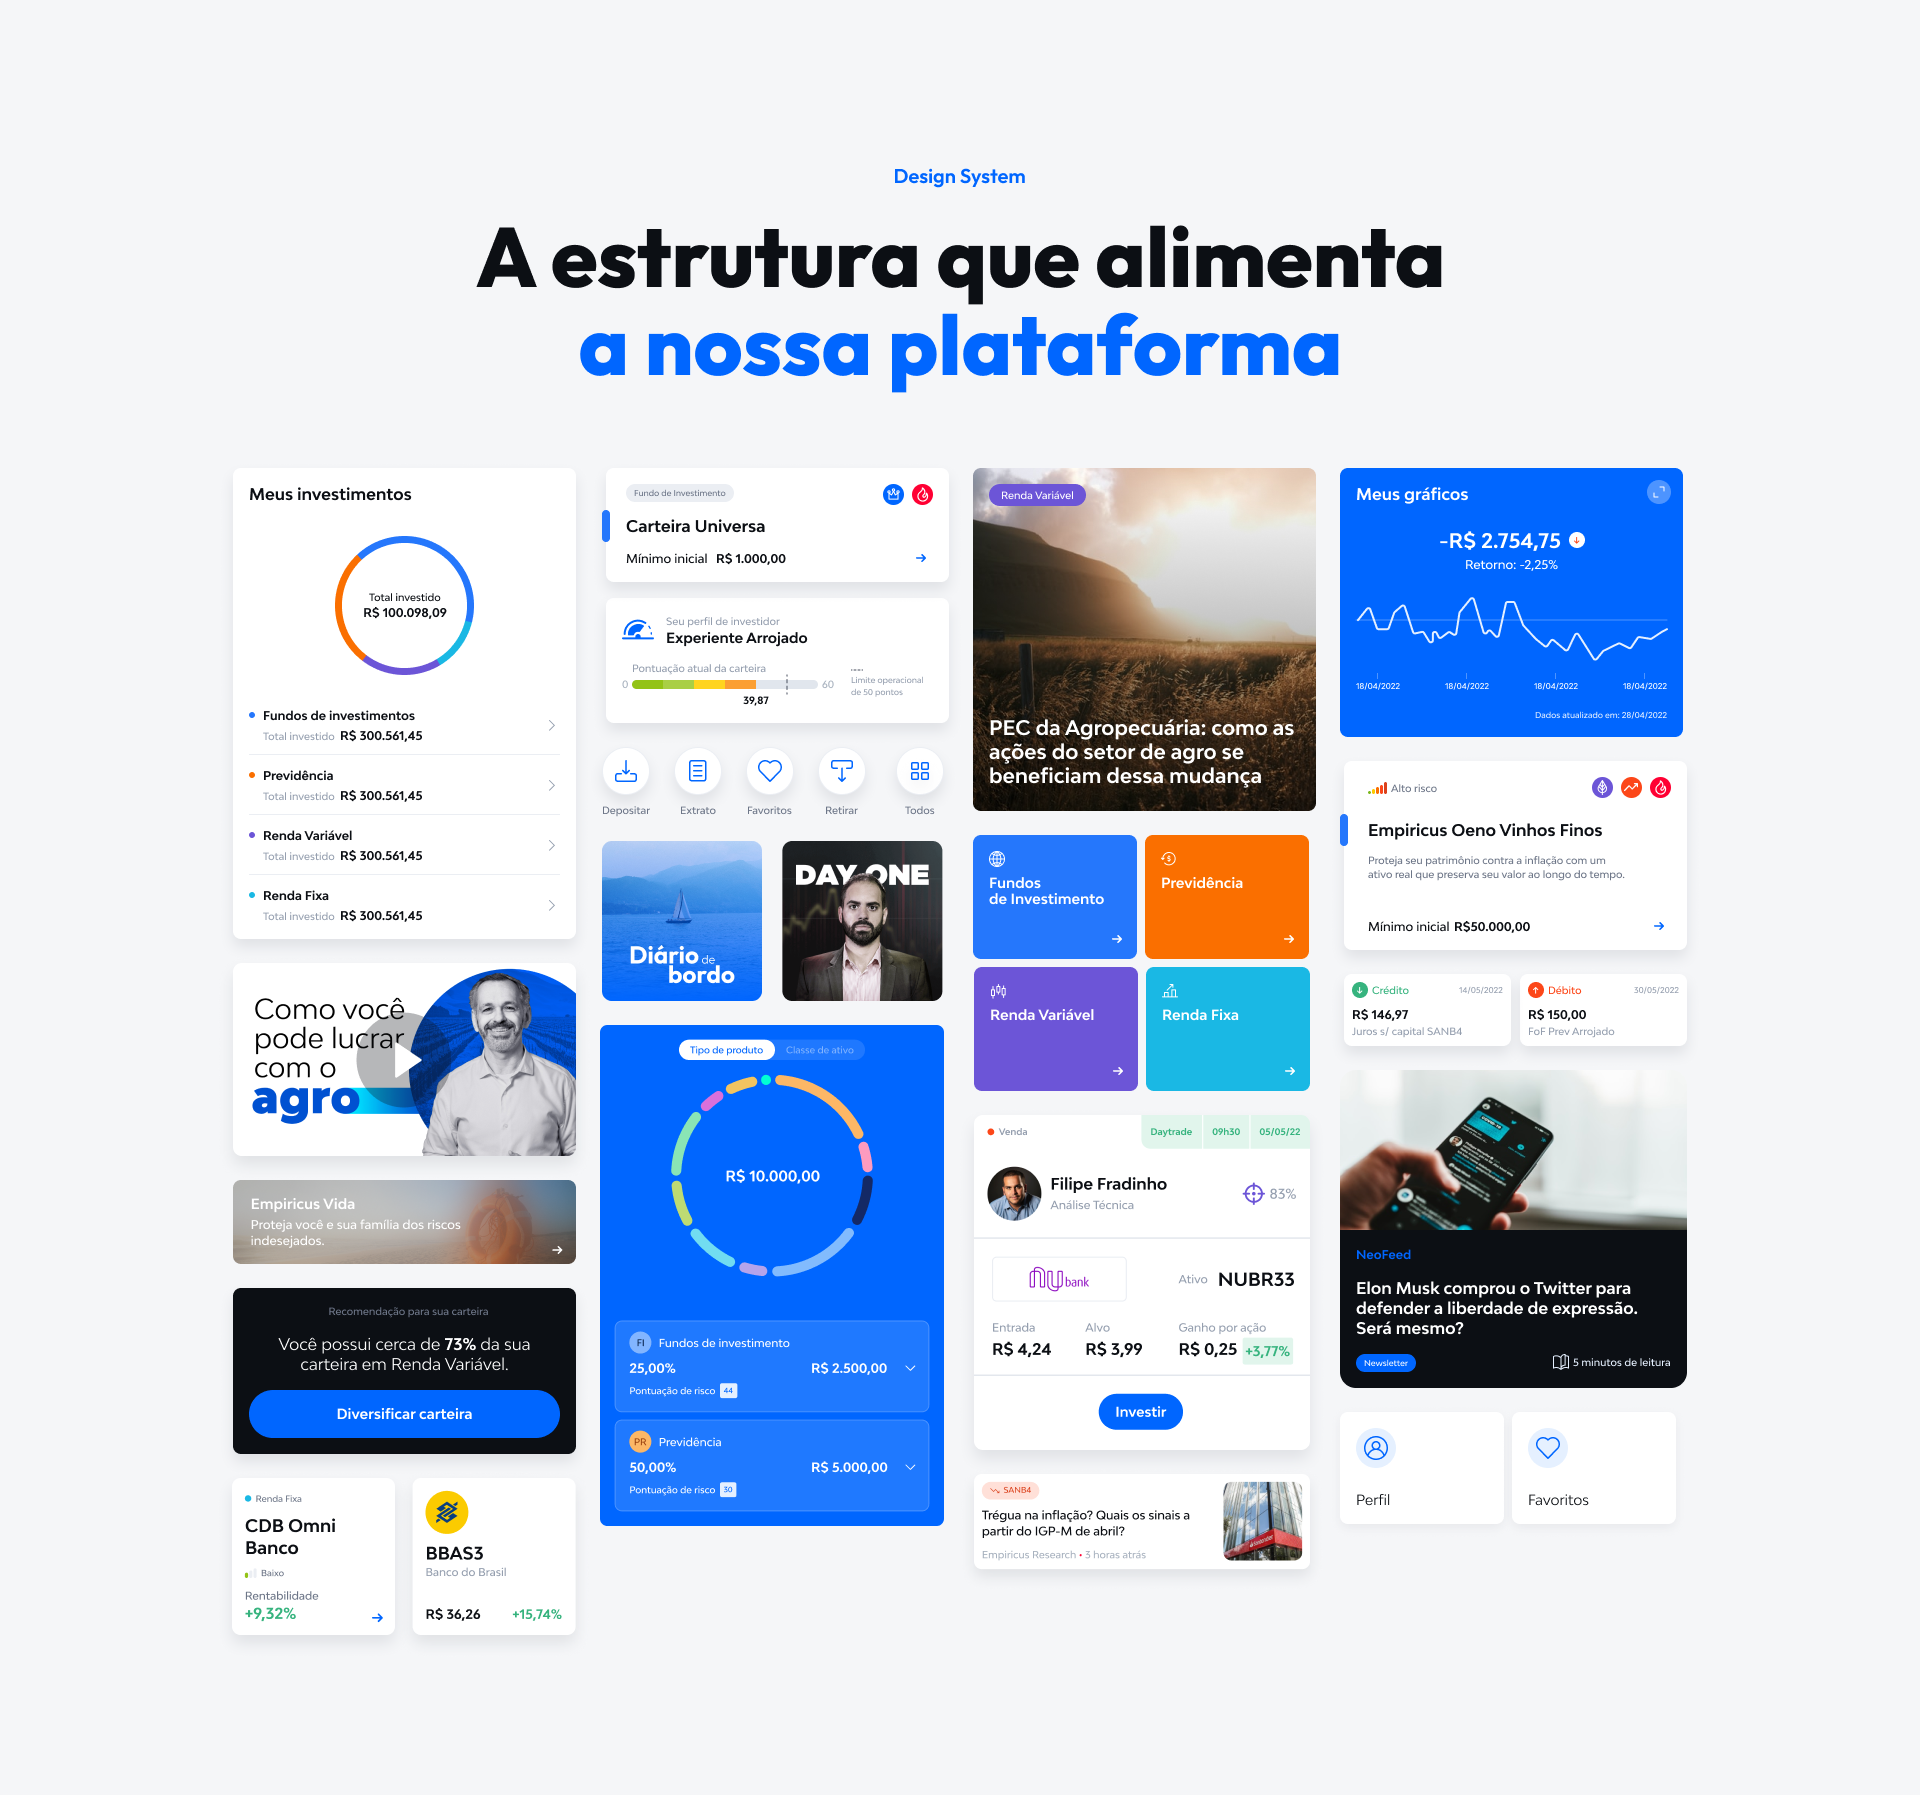 Design System
A estrutura que alimenta
a nossa plataforma
Meus investimentos
Total investido
R$ 100.098,09
Fundos de investimentos
Total investido R$ 300.561,45
Previdência
Total investido R$ 300.561,45
Renda Variável
Total investido R$ 300.561,45
Renda Fixa
Total investido R$ 300.561,45
Como você
pode lucrar
com o
agro
Empiricus Vida
Proteja você e sua família dos riscos
indesejados.
Recomendação para sua carteira
Você possui cerca de 73% da sua
carteira em Renda Variável.
Diversificar carteira
Renda Fixa
CDB Omni
Banco
Baixo
Rentabilidade
+9,32%
BBAS3
Banco do Brasil
R$ 36,26 +15,74%
Fundo de Investimento
Carteira Universa
Mínimo inicial R$ 1.000,00
Seu perfil de investidor
Experiente Arrojado
Pontuação atual da carteira
0 60
39,87
Limite operacional
de 50 pontos
Depositar Extrato Favoritos Retirar Todos
Diário de
bordo
DAY ONE
Tipo de produto Classe de ativo
R$ 10.000,00
FI Fundos de investimento
25,00% R$ 2.500,00
Pontuação de risco 44
PR Previdência
50,00% R$ 5.000,00
Pontuação de risco 30
Renda Variável
PEC da Agropecuária: como as
ações do setor de agro se
beneficiam dessa mudança
Fundos
de Investimento
Previdência
Renda Variável
Renda Fixa
Venda Daytrade 09h30 05/05/22
Filipe Fradinho
Análise Técnica
83%
nu bank
Ativo NUBR33
Entrada Alvo Ganho por ação
R$ 4,24 R$ 3,99 R$ 0,25 +3,77%
Investir
SANB4
Trégua na inflação? Quais os sinais a
partir do IGP-M de abril?
Empiricus Research • 3 horas atrás
Meus gráficos
-R$ 2.754,75
Retorno: -2,25%
18/04/2022 18/04/2022 18/04/2022 18/04/2022
Dados atualizado em: 28/04/2022
Alto risco
Empiricus Oeno Vinhos Finos
Proteja seu patrimônio contra a inflação com um
ativo real que preserva seu valor ao longo do tempo.
Mínimo inicial R$50.000,00
Crédito 14/05/2022
R$ 146,97
Juros s/ capital SANB4
Débito 30/05/2022
R$ 150,00
FoF Prev Arrojado
NeoFeed
Elon Musk comprou o Twitter para
defender a liberdade de expressão.
Será mesmo?
Newsletter 5 minutos de leitura
Perfil
Favoritos